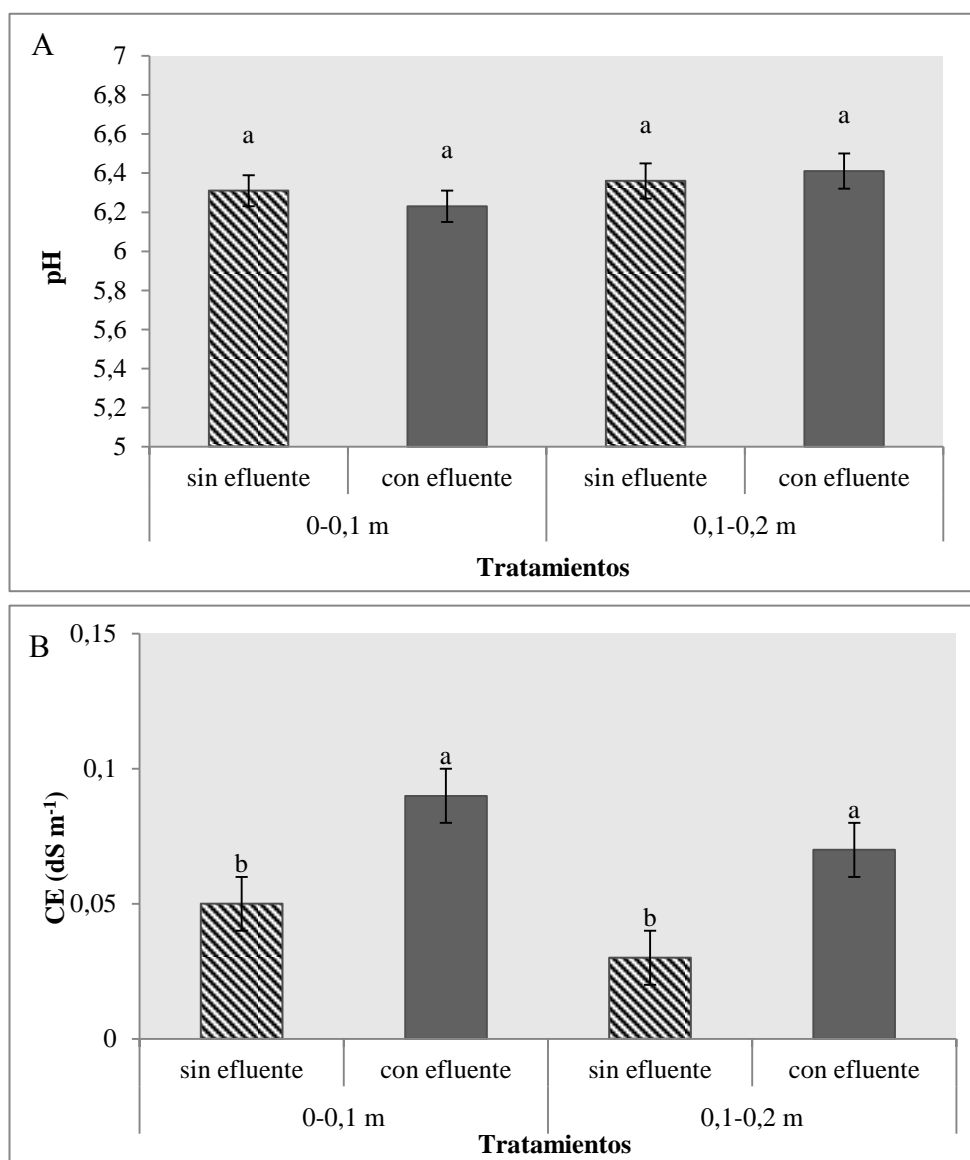 A
7
6,8
6,6
6,4
6,2
6
5,8
5,6
5,4
5,2
5
pH
a
a
a
a
sin efluente
con efluente
sin efluente
con efluente
0-0,1 m
0,1-0,2 m
Tratamientos
B
0,15
0,1
0,05
0
CE (dS m-1)
b
a
b
a
sin efluente
con efluente
sin efluente
con efluente
0-0,1 m
0,1-0,2 m
Tratamientos